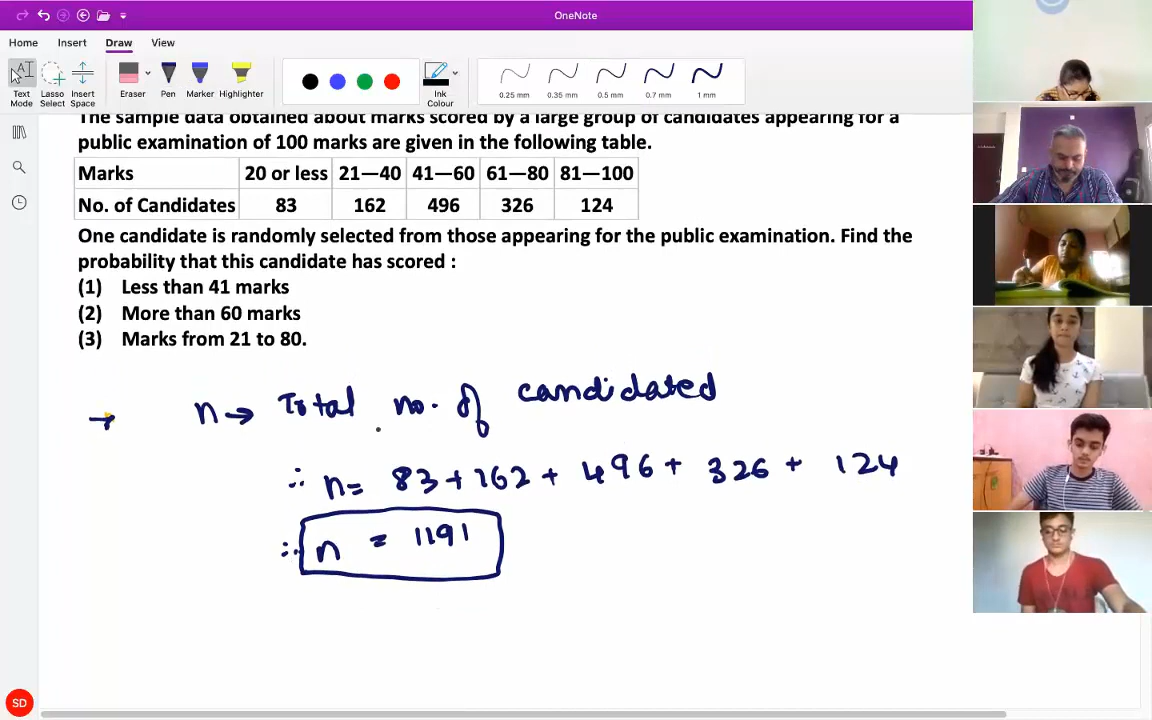 OneNote
Home Insert Draw View
Text Mode
Lasso Select
Insert Space
Eraser
Pen
Marker
Highlighter
Ink Colour
0.25 mm
0.35 mm
0.5 mm
0.7 mm
1 mm
The sample data obtained about marks scored by a large group of candidates appearing for a
public examination of 100 marks are given in the following table.
Marks 20 or less 21—40 41—60 61—80 81—100
No. of Candidates 83 162 496 326 124
One candidate is randomly selected from those appearing for the public examination. Find the
probability that this candidate has scored :
(1) Less than 41 marks
(2) More than 60 marks
(3) Marks from 21 to 80.
→ n→ Total no. of candidated
∴ n= 83+162+ 496+ 326 + 124
∴ n = 1191
SD